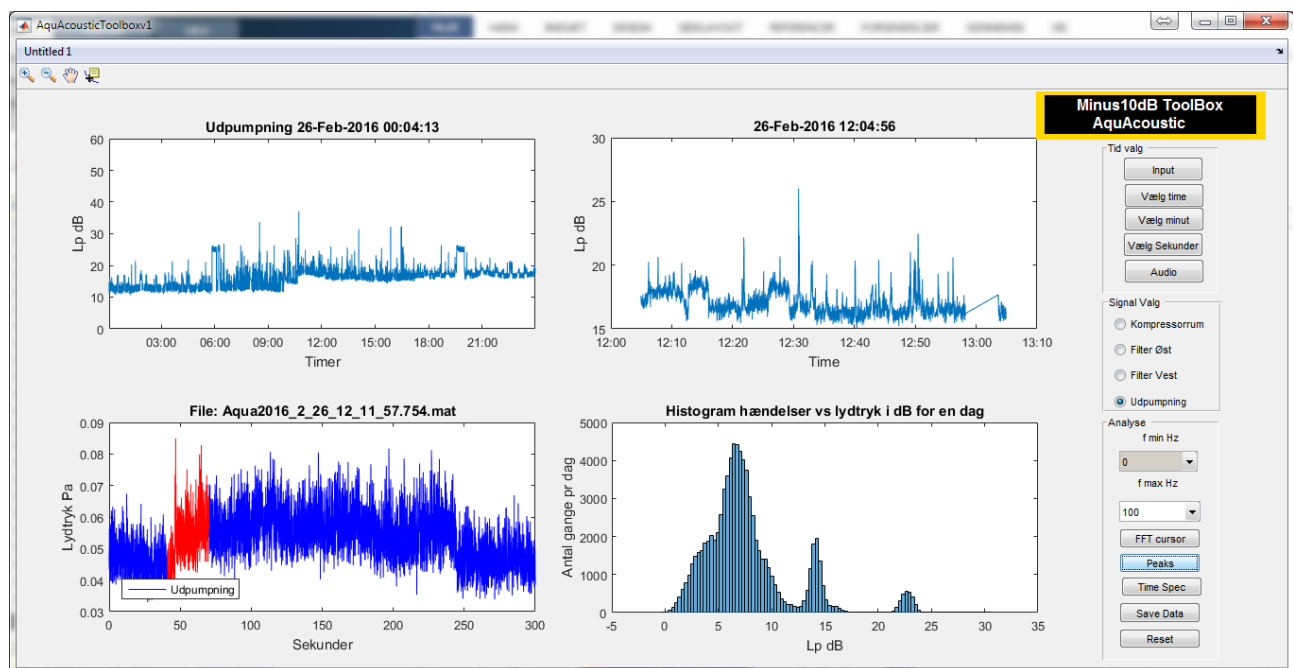 AquAcousticToolboxv1
Untitled 1
Minus10dB ToolBox
AquAcoustic
Udpumpning 26-Feb-2016 00:04:13
60
50
40
30
20
10
0
Lp dB
03:00 06:00 09:00 12:00 15:00 18:00 21:00
Timer
26-Feb-2016 12:04:56
30
25
20
15
Lp dB
12:00 12:10 12:20 12:30 12:40 12:50 13:00 13:10
Time
File: Aqua2016_2_26_12_11_57.754.mat
0.09
0.08
0.07
0.06
0.05
0.04
0.03
Lydtryk Pa
Udpumpning
0 50 100 150 200 250 300
Sekunder
Histogram hændelser vs lydtryk i dB for en dag
5000
4000
3000
2000
1000
0
Antal gange pr dag
-5 0 5 10 15 20 25 30 35
Lp dB
Tid valg
Input
Vælg time
Vælg minut
Vælg Sekunder
Audio
Signal Valg
Kompressorrum
Filter Øst
Filter Vest
Udpumpning
Analyse
f min Hz
0
f max Hz
100
FFT cursor
Peaks
Time Spec
Save Data
Reset